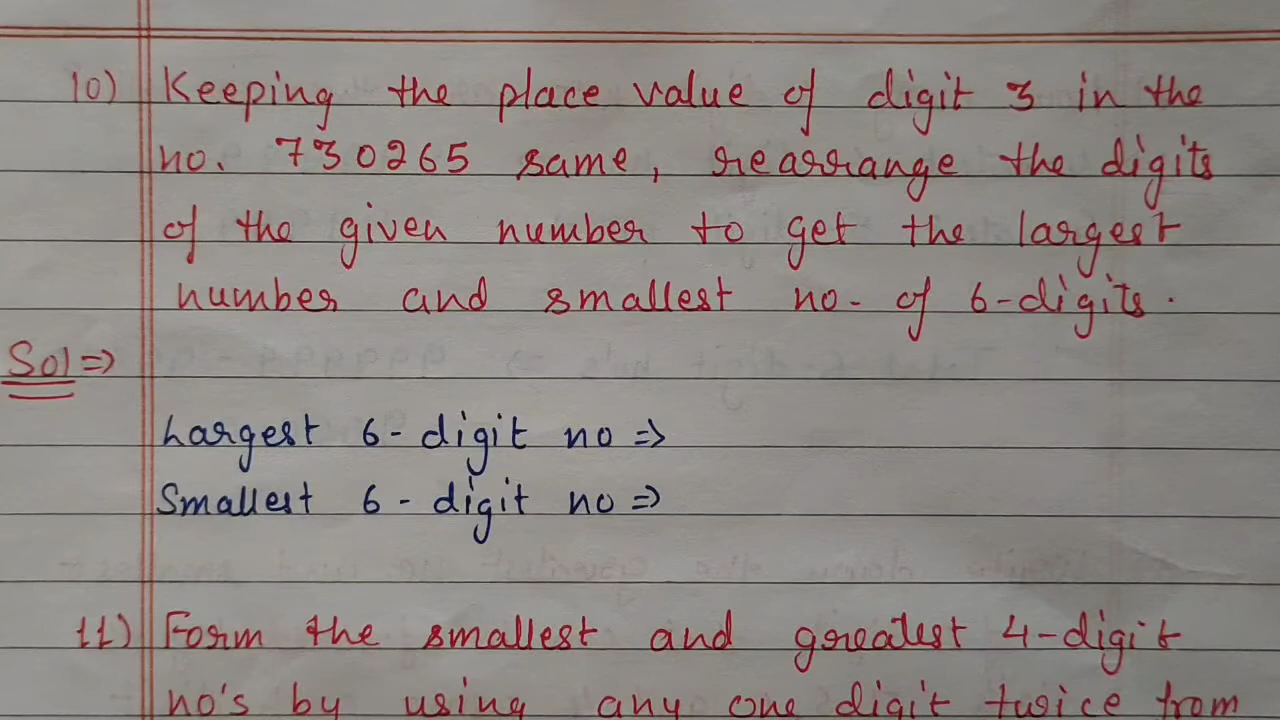 10) Keeping the place value of digit 3 in the
no. 730265 same, rearrange the digits
of the given number to get the largest
number and smallest no. of 6-digits.
Sol ⇒
Largest 6-digit no ⇒
Smallest 6-digit no ⇒
11) Form the smallest and greatest 4-digit
no's by using any one digit twice from